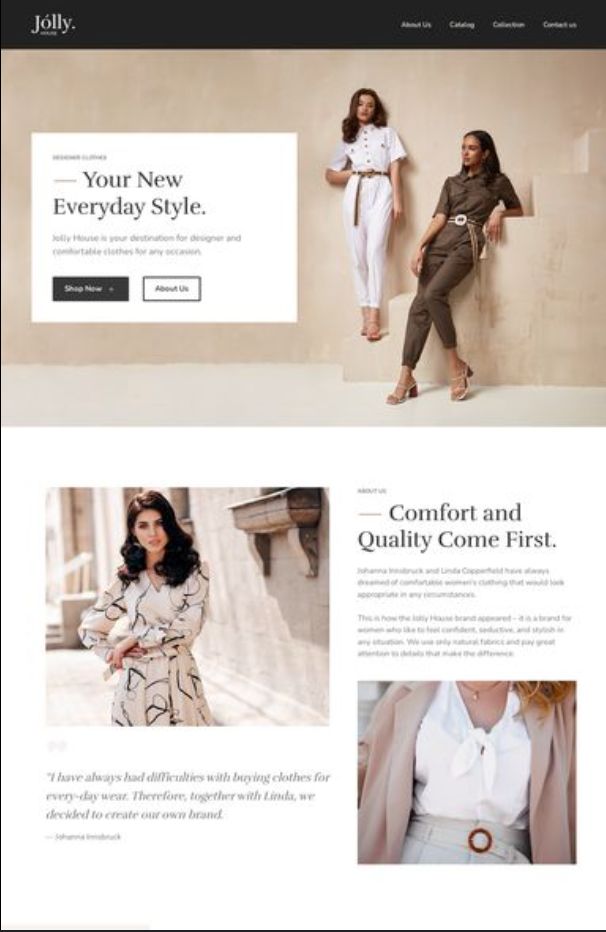 Jólly.
HOUSE
About Us
Catalog
Collection
Contact us
DESIGNER CLOTHES
— Your New
Everyday Style.
Jolly House is your destination for designer and
comfortable clothes for any occasion.
Shop Now +
About Us
ABOUT US
— Comfort and
Quality Come First.
Johanna Innsbruck and Linda Copperfield have always
dreamed of comfortable women's clothing that would look
appropriate in any circumstances.
This is how the Jolly House brand appeared – it is a brand for
women who like to feel confident, seductive, and stylish in
any situation. We use only natural fabrics and pay great
attention to details that make the difference.
"I have always had difficulties with buying clothes for
every-day wear. Therefore, together with Linda, we
decided to create our own brand.
— Johanna Innsbruck